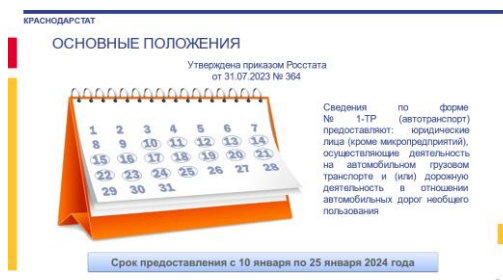 КРАСНОДАРСТАТ
ОСНОВНЫЕ ПОЛОЖЕНИЯ
Утверждена приказом Росстата
от 31.07.2023 № 364
1 2 3 4 5 6 7
8 9 10 11 12 13 14
15 16 17 18 19 20 21
22 23 24 25 26 27 28
29 30 31
Сведения по форме
№ 1-ТР (автотранспорт)
предоставляют: юридические
лица (кроме микропредприятий),
осуществляющие деятельность
на автомобильном грузовом
транспорте и (или) дорожную
деятельность в отношении
автомобильных дорог необщего
пользования
Срок предоставления с 10 января по 25 января 2024 года